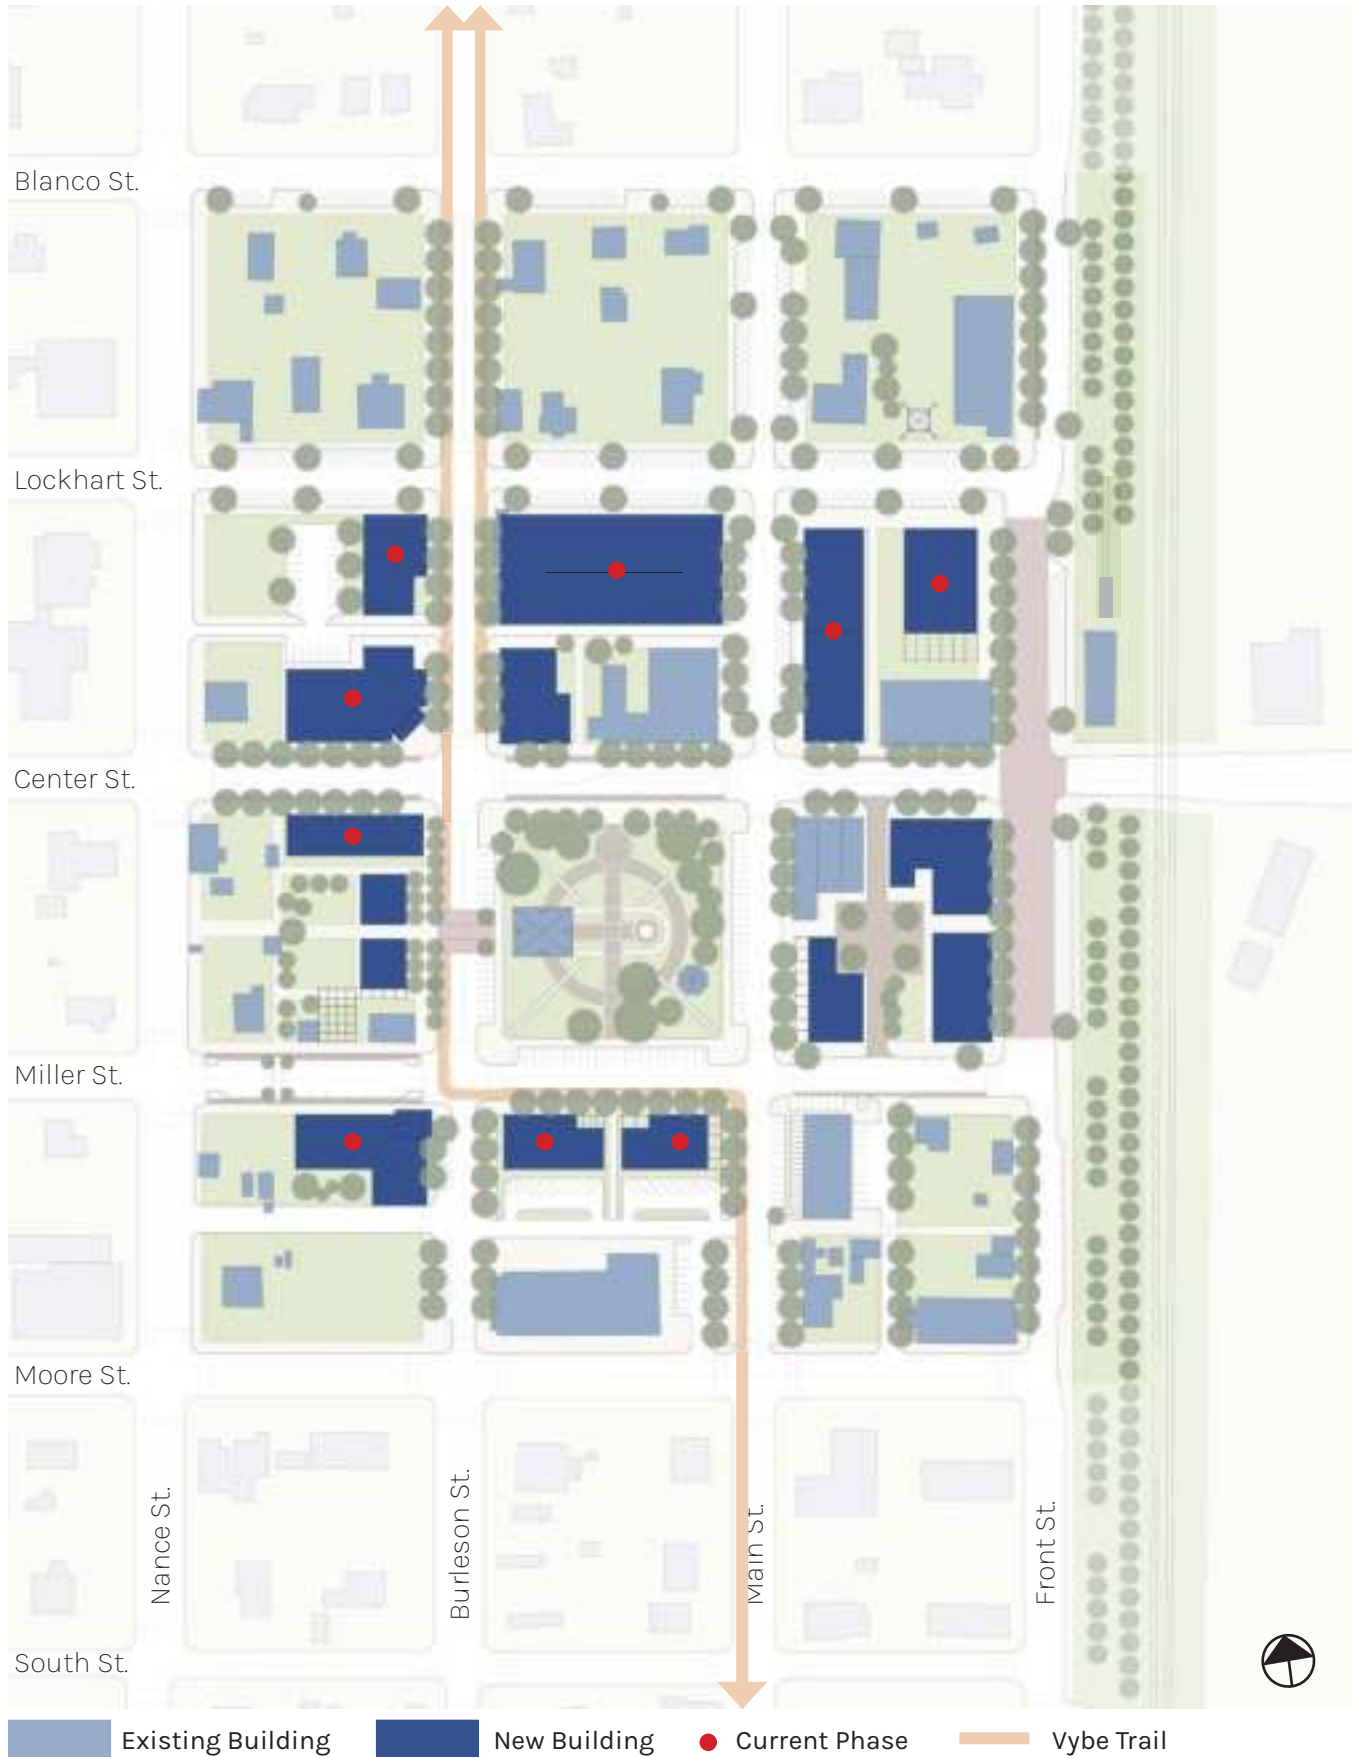 Blanco St.
Lockhart St.
Center St.
Miller St.
Moore St.
Nance St.
Burleson St.
Main St.
Front St.
South St.
Existing Building
New Building
Current Phase
Vybe Trail